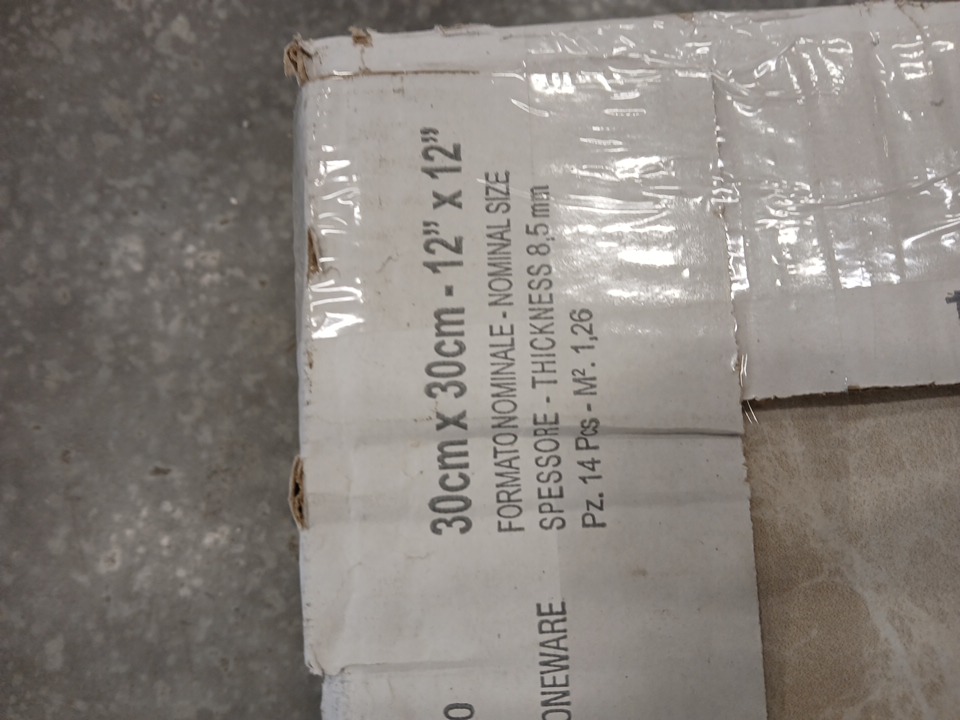 30cm x 30cm - 12” x 12”
FORMATO NOMINALE - NOMINAL SIZE
SPESSORE - THICKNESS 8,5 mm
Pz. 14 Pcs - M². 1,26